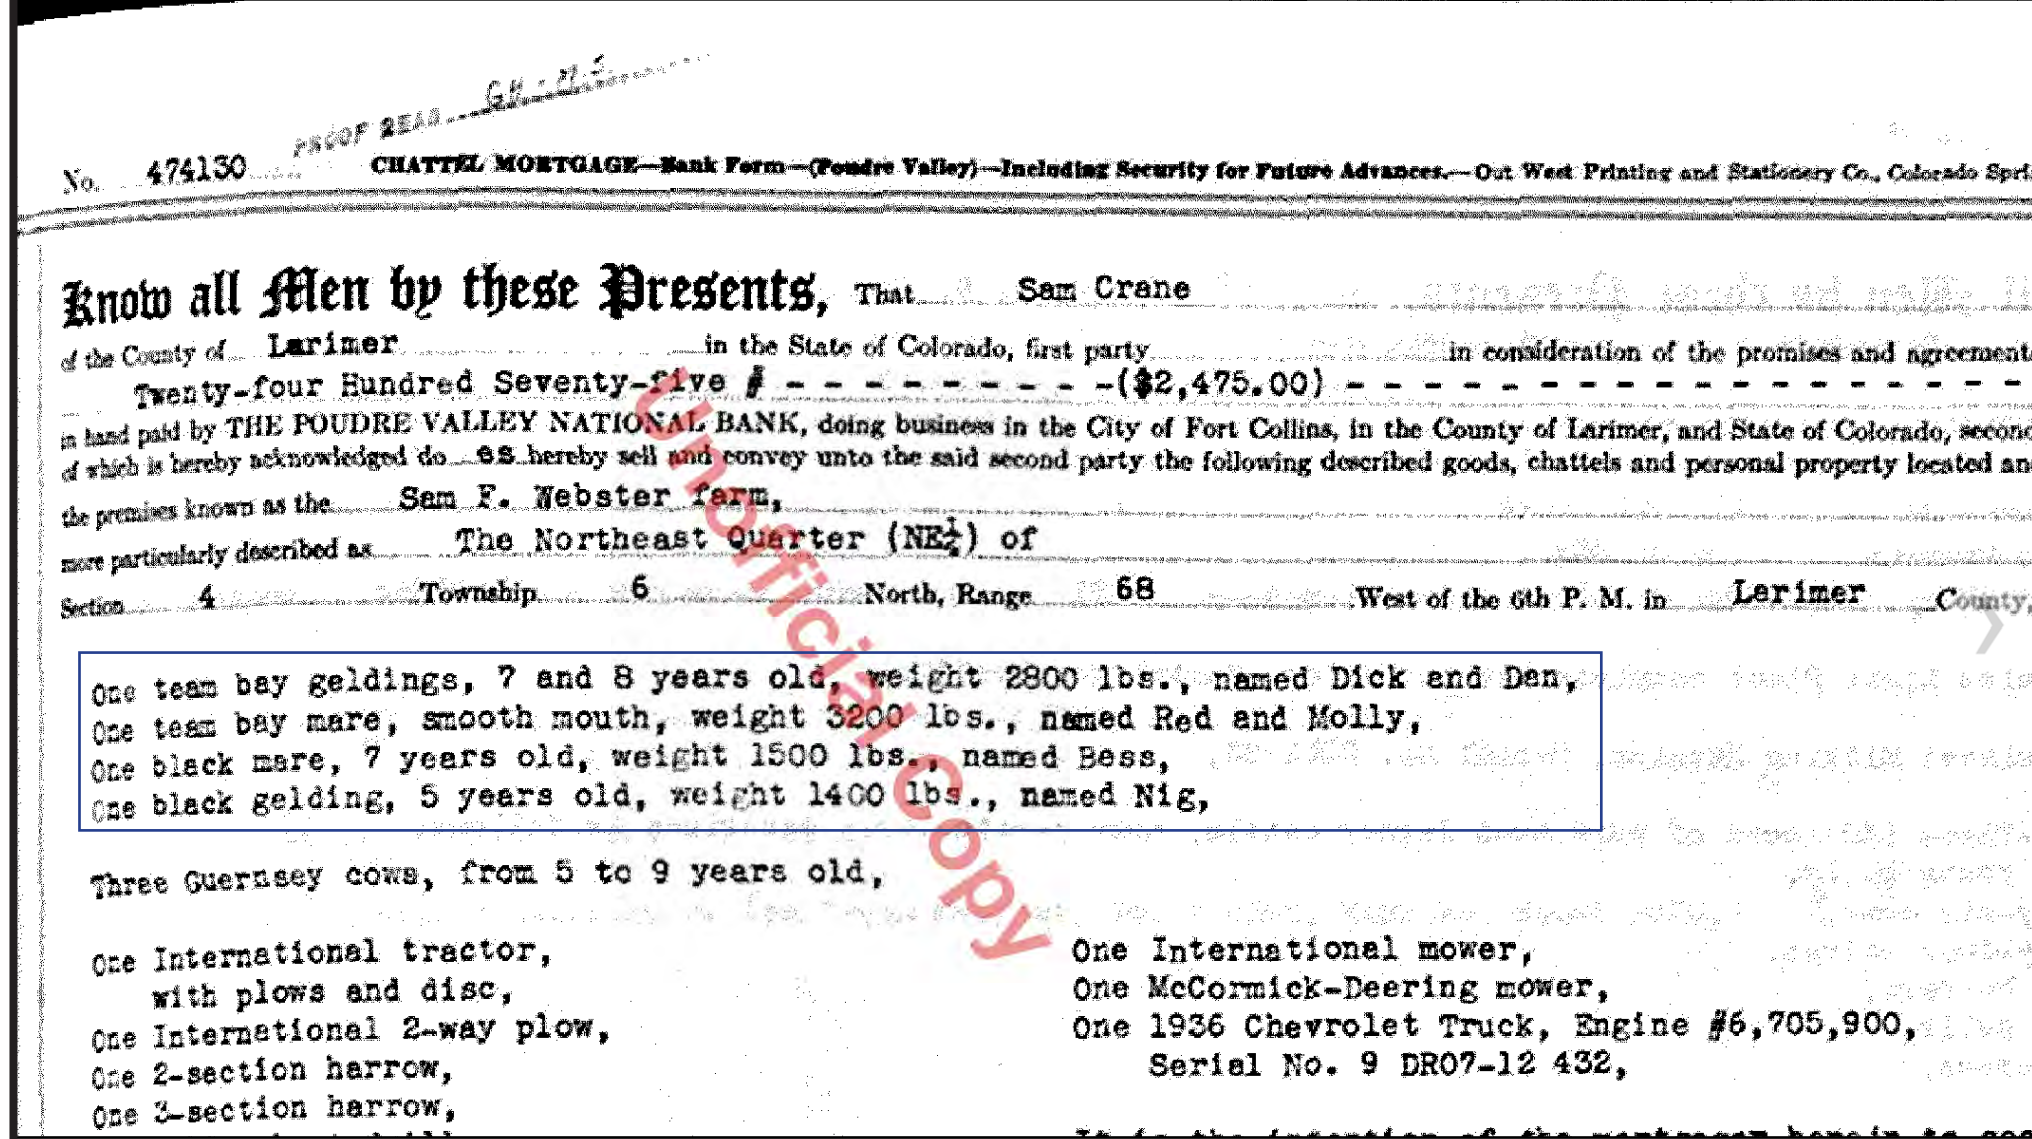 PROOF READ GH - M.S.
No. 474130 CHATTEL MORTGAGE—Bank Form—(Poudre Valley)—Including Security for Future Advances.—Out West Printing and Stationery Co., Colorado Spri
Know all Men by these Presents, That Sam Crane
of the County of Larimer in the State of Colorado, first party in consideration of the promises and agreement
Twenty-four Hundred Seventy-five # - - - - - - - - -($2,475.00) - - - - - - - - - - - - - - - - - -
in hand paid by THE POUDRE VALLEY NATIONAL BANK, doing business in the City of Fort Collins, in the County of Larimer, and State of Colorado, second
of which is hereby acknowledged do es hereby sell and convey unto the said second party the following described goods, chattels and personal property located an
the premises known as the Sam F. Webster farm,
more particularly described as The Northeast Quarter (NE¼) of
Section 4 Township 6 North, Range 68 West of the 6th P. M. in Larimer County,
One team bay geldings, 7 and 8 years old, weight 2800 lbs., named Dick and Dan,
One team bay mare, smooth mouth, weight 3200 lbs., named Red and Molly,
One black mare, 7 years old, weight 1500 lbs., named Bess,
One black gelding, 5 years old, weight 1400 lbs., named Nig,
Three Guernsey cows, from 5 to 9 years old,
One International tractor,
with plows and disc,
One International 2-way plow,
One 2-section harrow,
One 3-section harrow,
One International mower,
One McCormick-Deering mower,
One 1936 Chevrolet Truck, Engine #6,705,900,
Serial No. 9 DR07-12 432,
Unofficial Copy